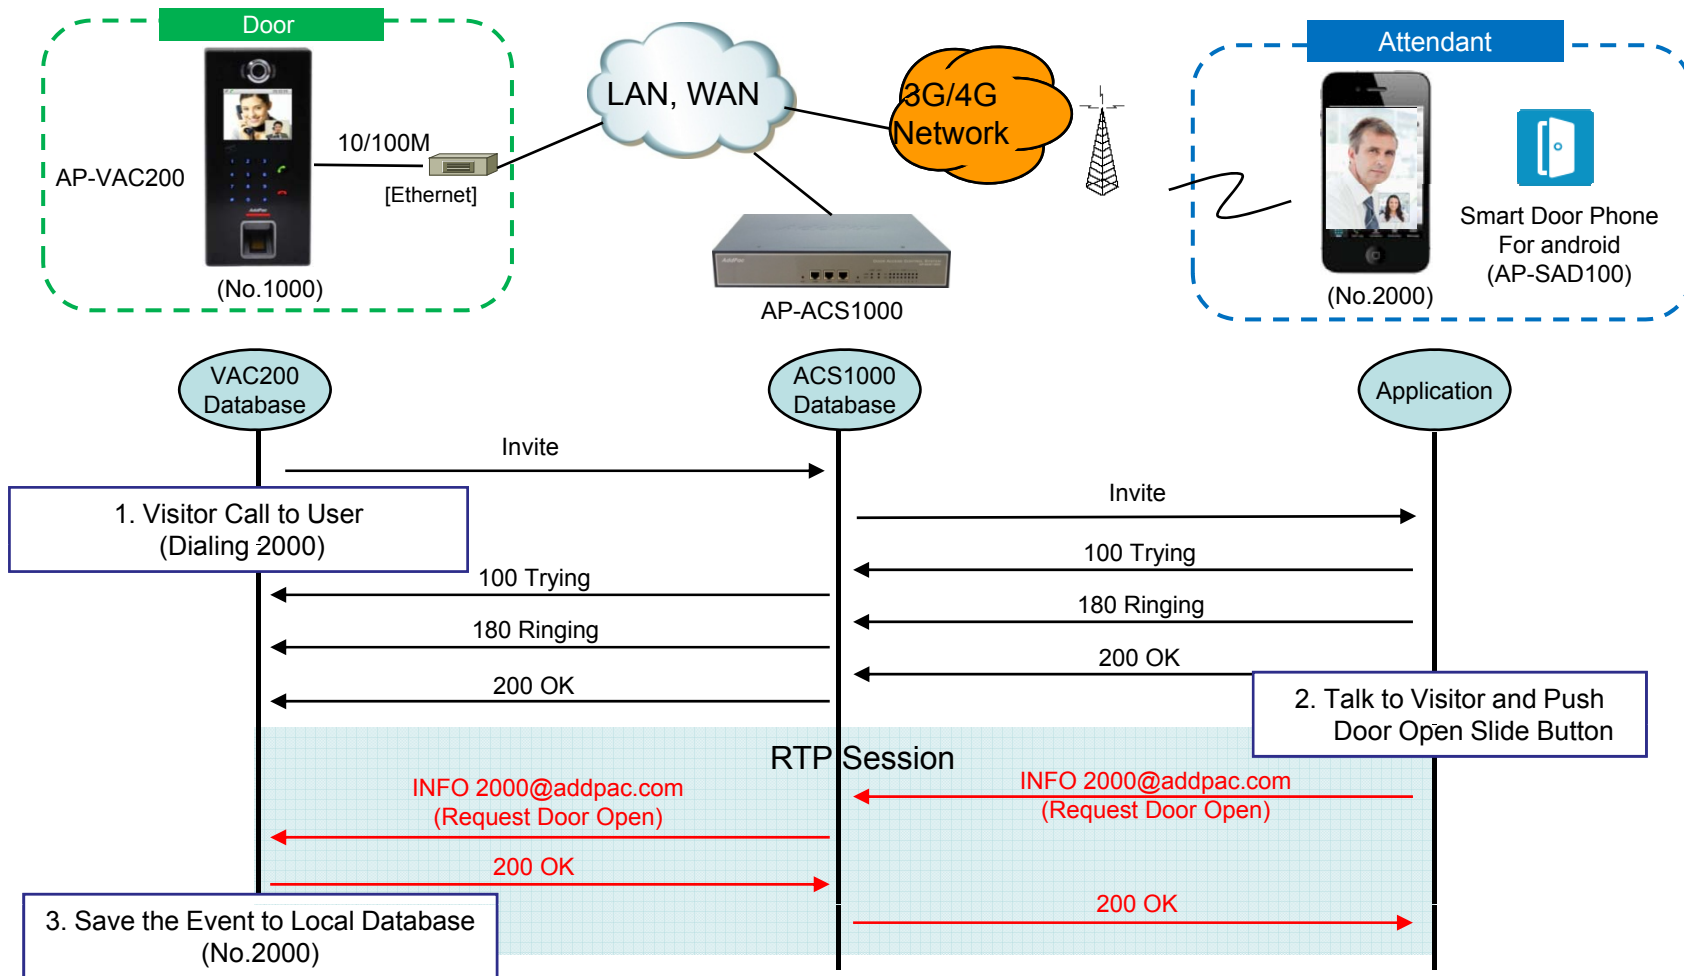 Door
Attendant
LAN, WAN
3G/4G
Network
10/100M
AP-VAC200
[Ethernet]
Smart Door Phone
For android
(AP-SAD100)
(No.1000)
AddPac
AP-ACS1000
(No.2000)
VAC200
Database
ACS1000
Database
Application
Invite
Invite
1. Visitor Call to User
(Dialing 2000)
100 Trying
100 Trying
180 Ringing
180 Ringing
200 OK
200 OK
2. Talk to Visitor and Push
Door Open Slide Button
RTP Session
INFO 2000@addpac.com
(Request Door Open)
INFO 2000@addpac.com
(Request Door Open)
200 OK
200 OK
3. Save the Event to Local Database
(No.2000)